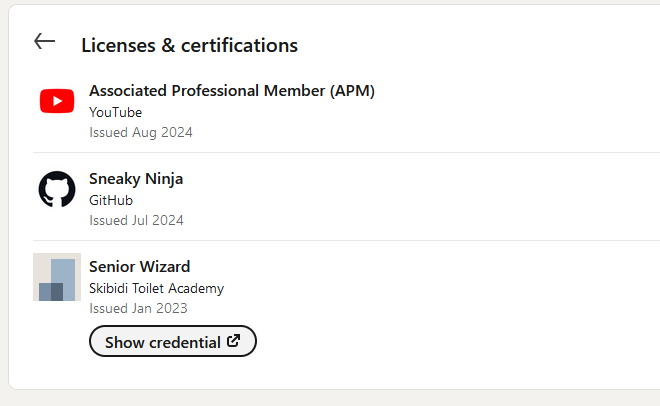 Licenses & certifications
Associated Professional Member (APM)
YouTube
Issued Aug 2024
Sneaky Ninja
GitHub
Issued Jul 2024
Senior Wizard
Skibidi Toilet Academy
Issued Jan 2023
Show credential